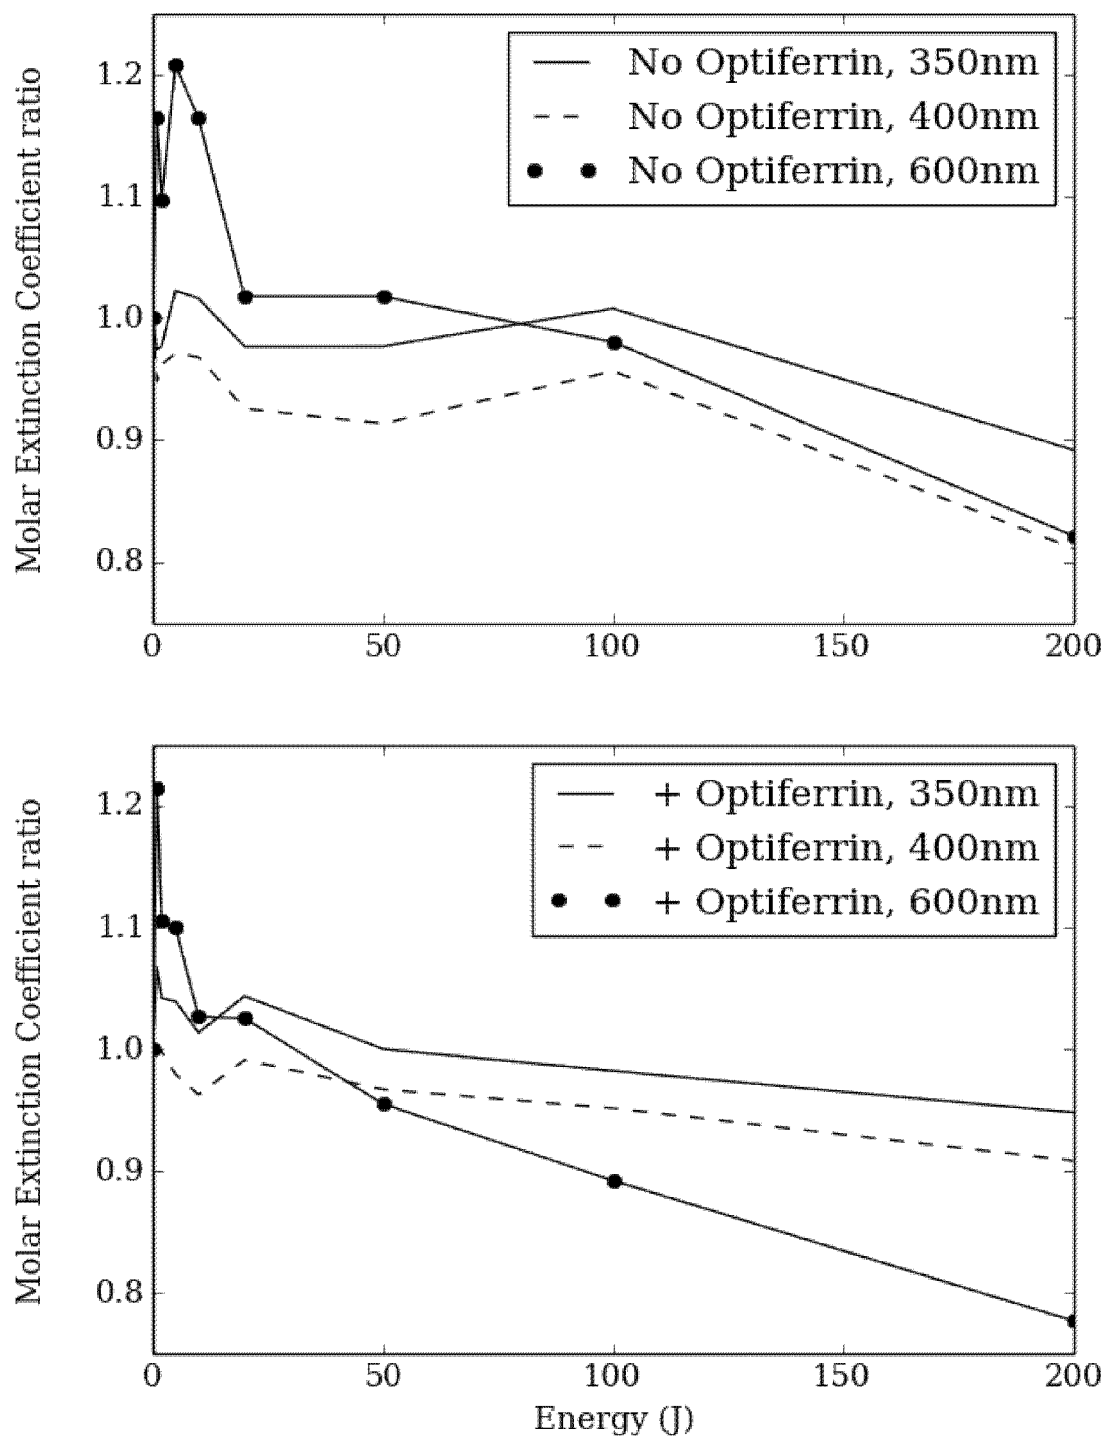 Molar Extinction Coefficient ratio
1.2
1.1
1.0
0.9
0.8
No Optiferrin, 350nm
No Optiferrin, 400nm
No Optiferrin, 600nm
0 50 100 150 200
Molar Extinction Coefficient ratio
1.2
1.1
1.0
0.9
0.8
+ Optiferrin, 350nm
+ Optiferrin, 400nm
+ Optiferrin, 600nm
0 50 100 150 200
Energy (J)